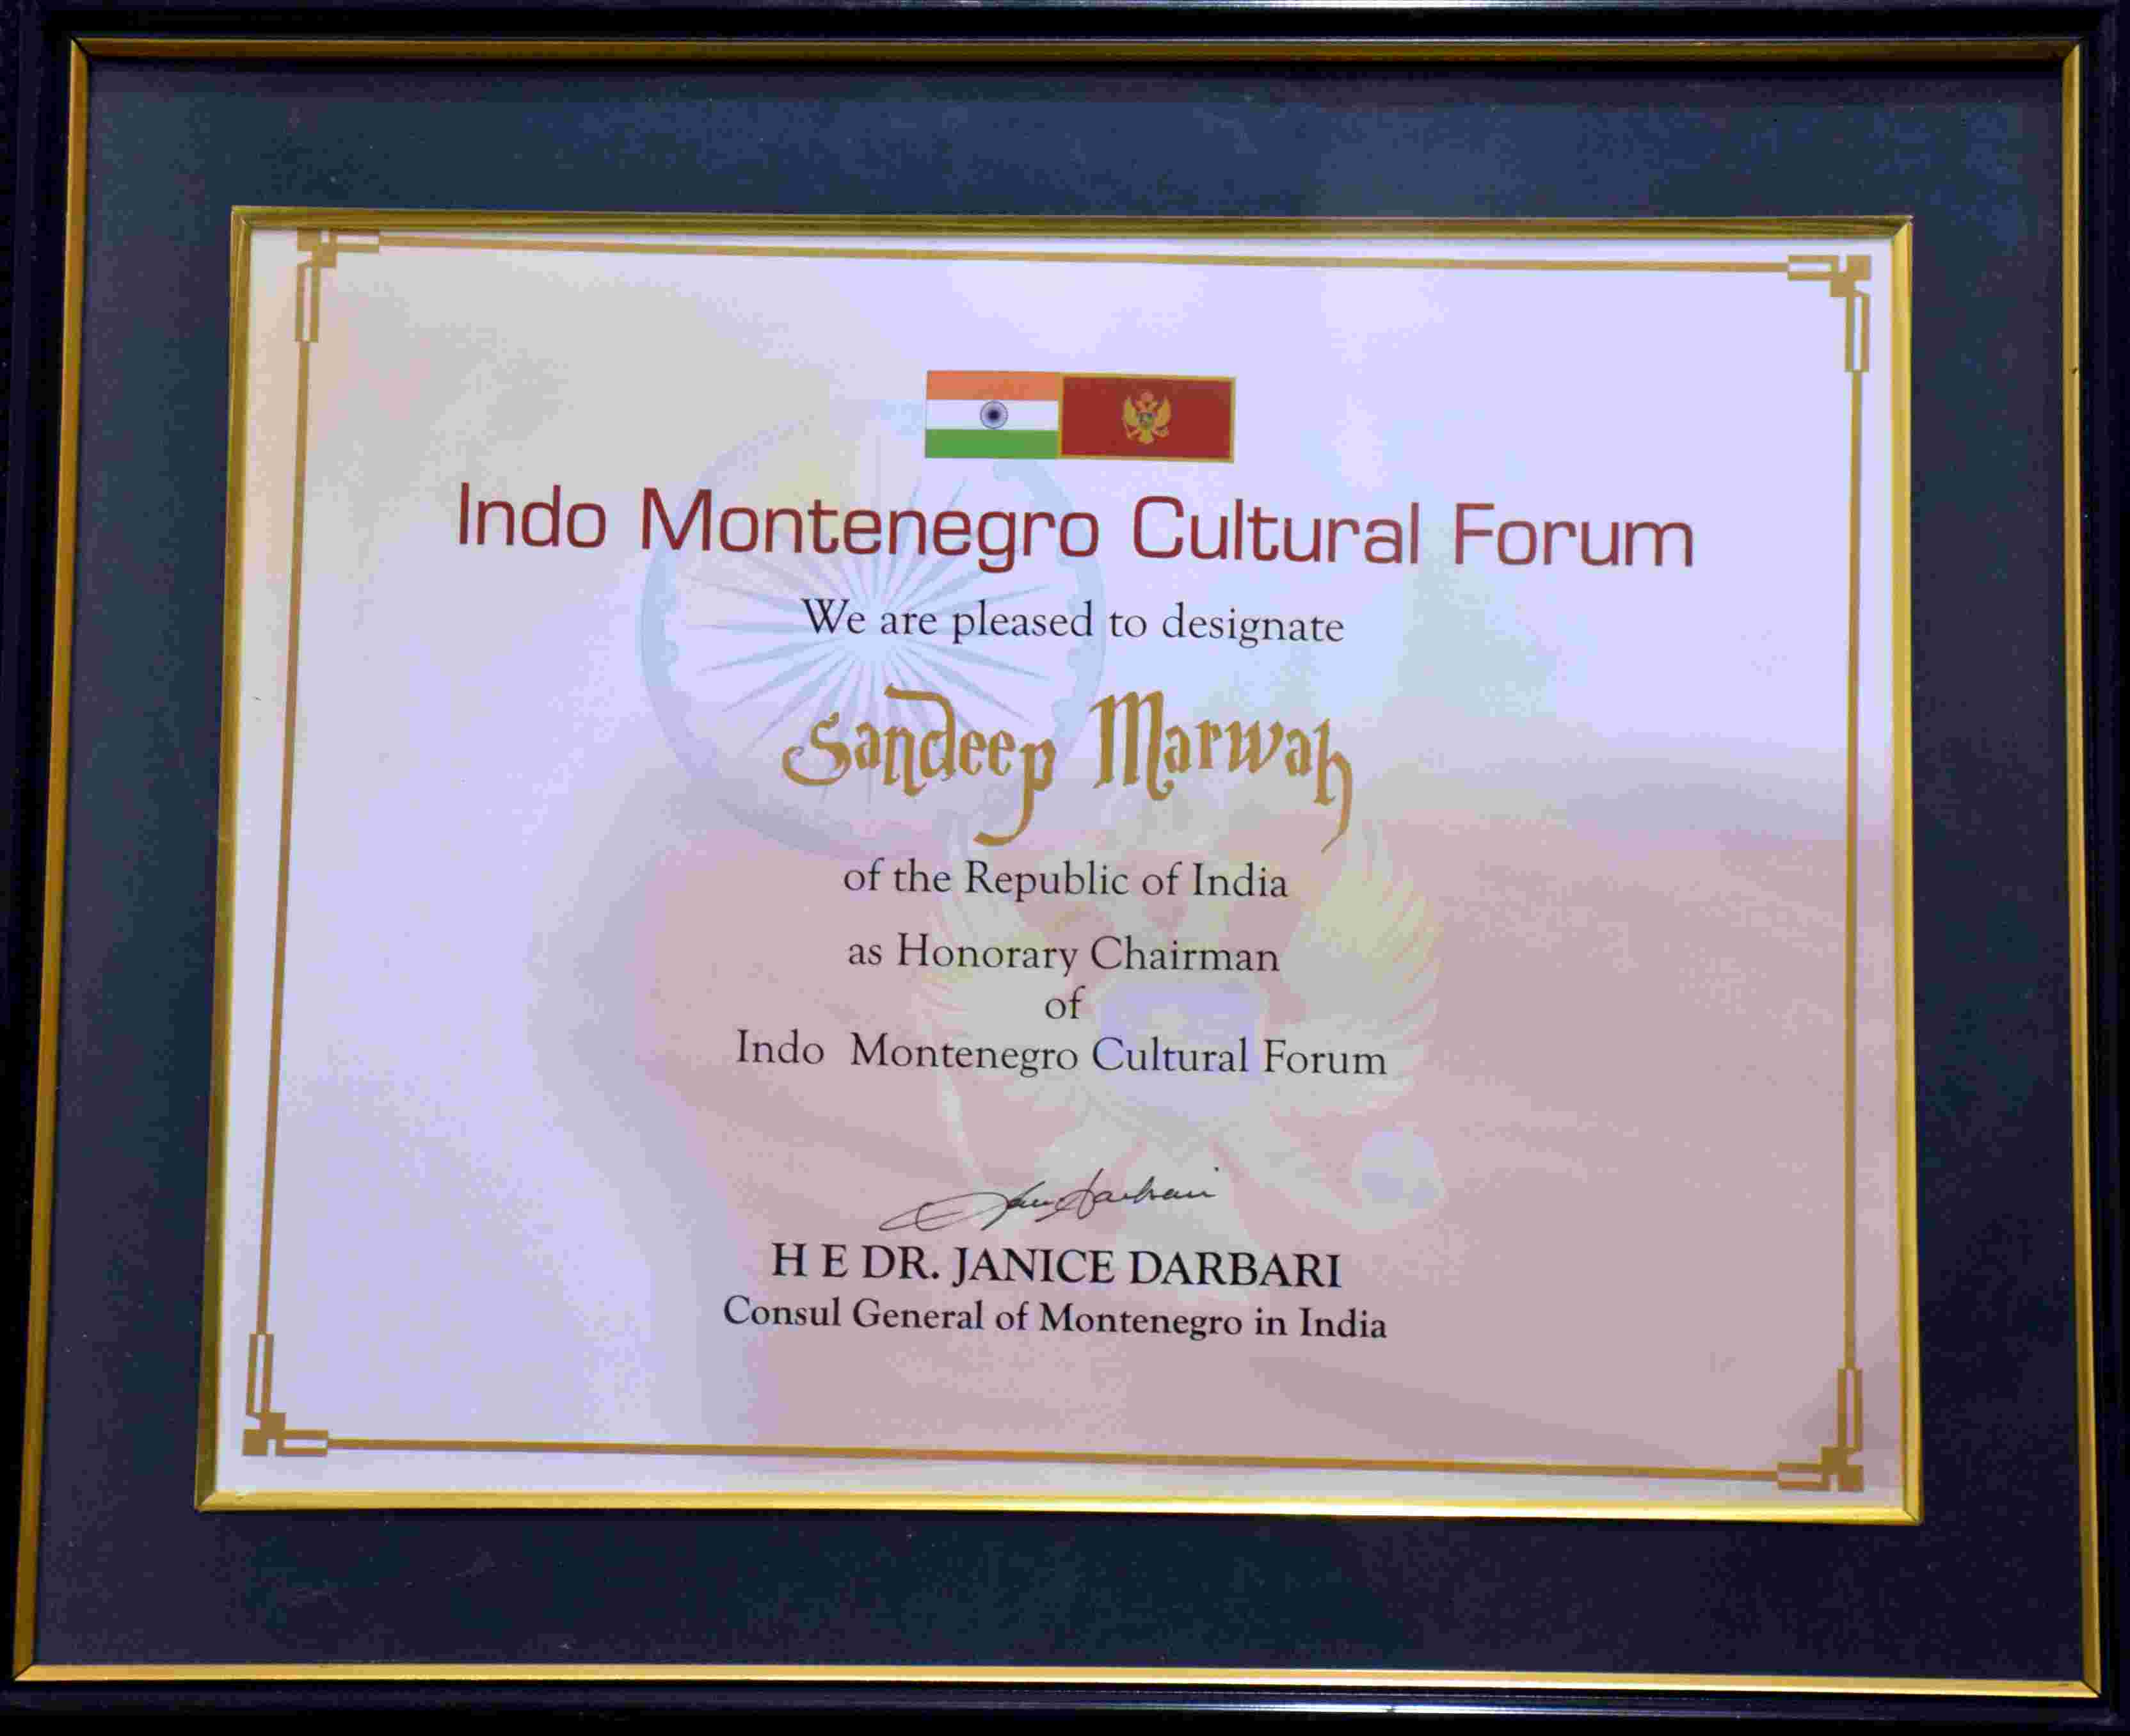 Indo Montenegro Cultural Forum
We are pleased to designate
Sandeep Marwah
of the Republic of India
as Honorary Chairman
of
Indo Montenegro Cultural Forum
H E DR. JANICE DARBARI
Consul General of Montenegro in India